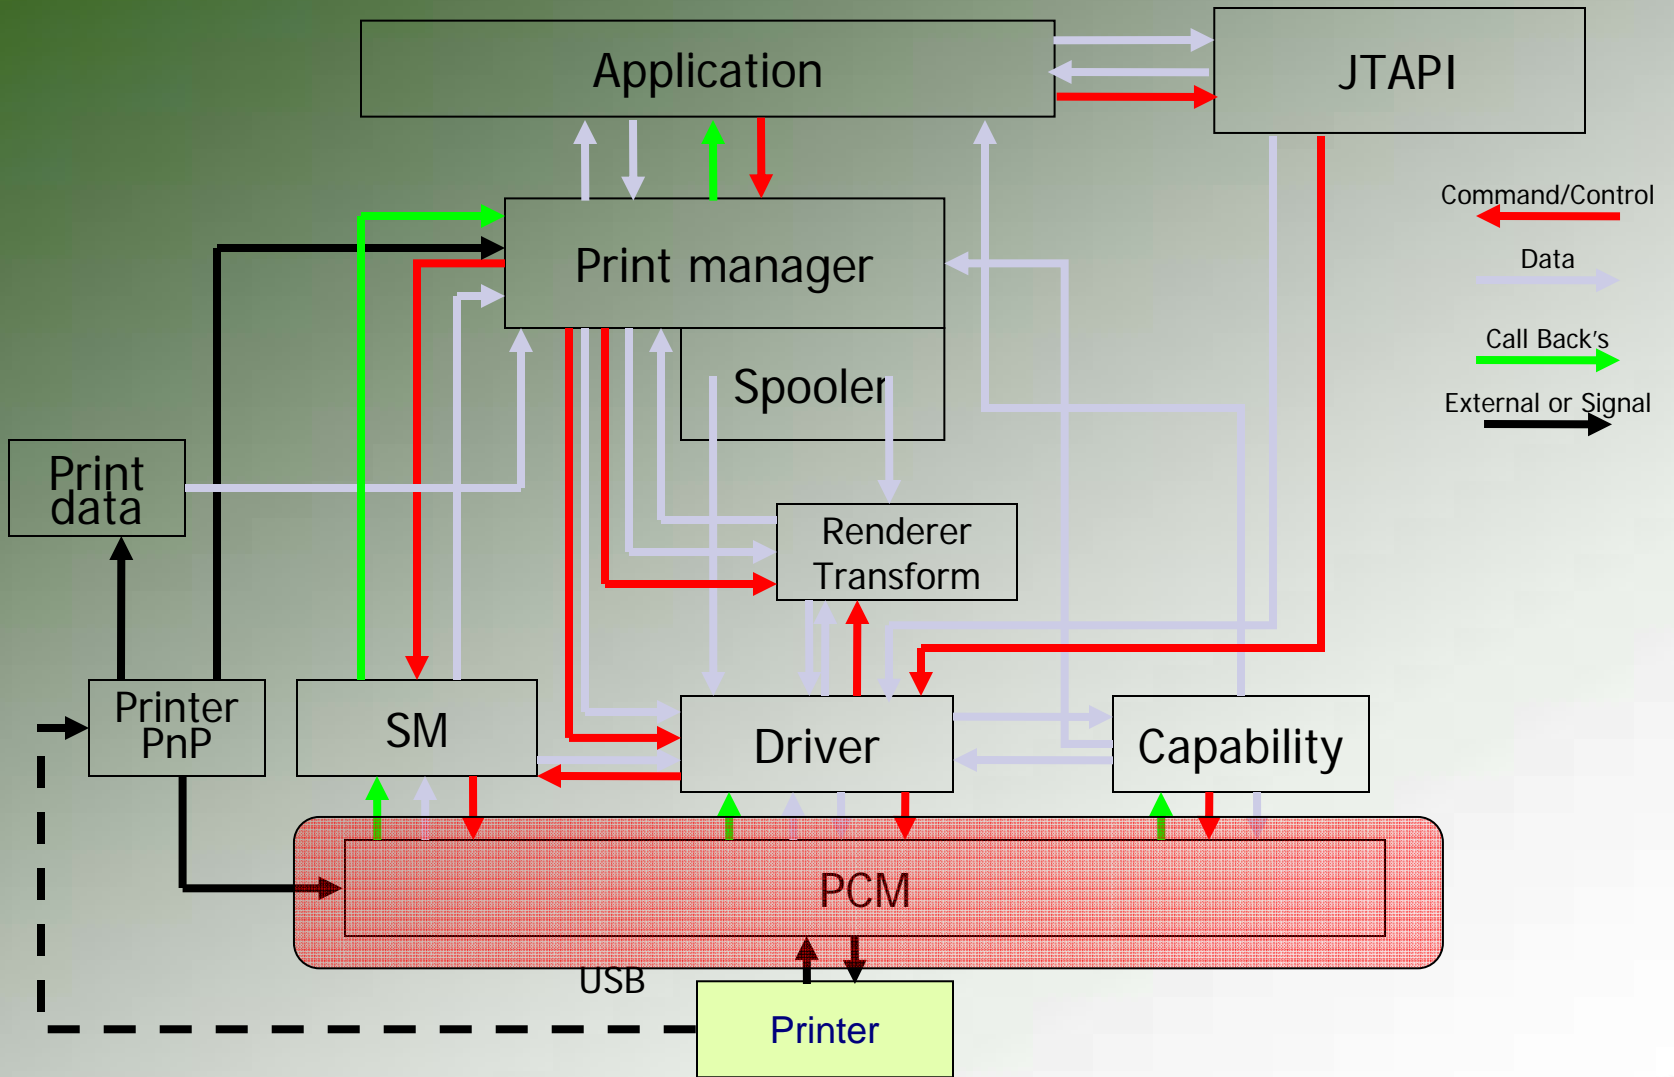 Application
JTAPI
Command/Control
Data
Call Back's
External or Signal
Print manager
Spooler
Print
data
Renderer
Transform
Printer
PnP
SM
Driver
Capability
PCM
USB
Printer